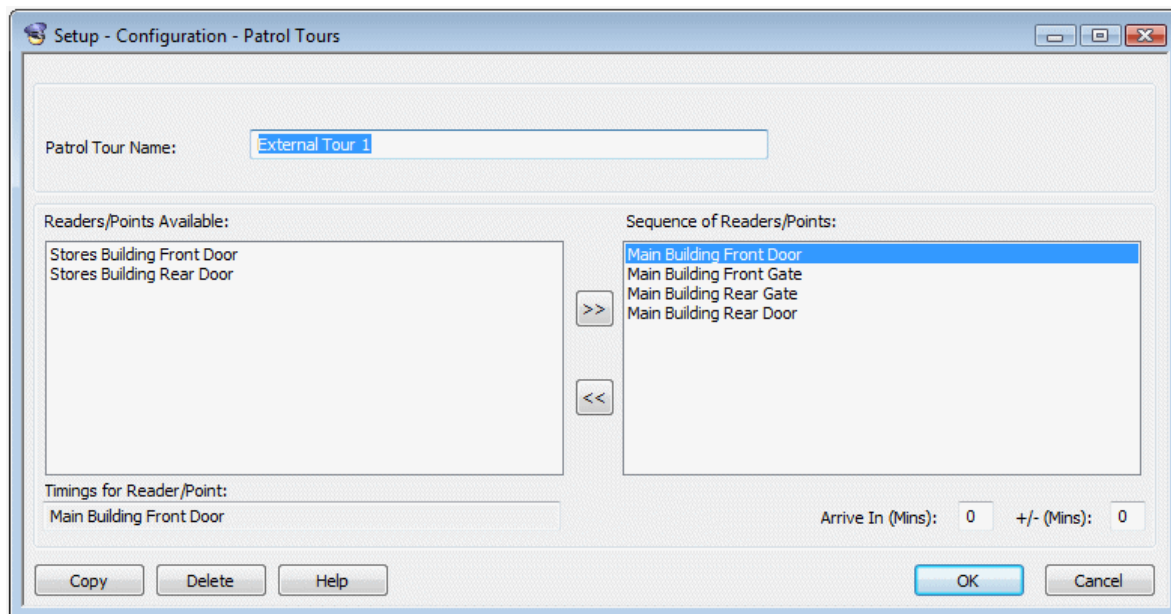 Setup - Configuration - Patrol Tours
Patrol Tour Name: External Tour 1
Readers/Points Available: Sequence of Readers/Points:
Stores Building Front Door
Stores Building Rear Door
Main Building Front Door
Main Building Front Gate
Main Building Rear Gate
Main Building Rear Door
>>
<<
Timings for Reader/Point:
Main Building Front Door
Arrive In (Mins): 0 +/- (Mins): 0
Copy Delete Help OK Cancel